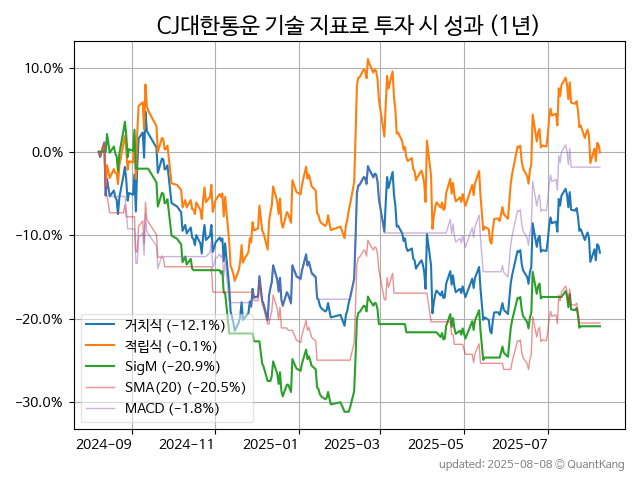 CJ대한통운 기술 지표로 투자 시 성과 (1년)
10.0%
0.0%
−10.0%
−20.0%
−30.0%
거치식 (−12.1%)
적립식 (−0.1%)
SigM (−20.9%)
SMA(20) (−20.5%)
MACD (−1.8%)
2024-09 2024-11 2025-01 2025-03 2025-05 2025-07
updated: 2025-08-08 © QuantKang